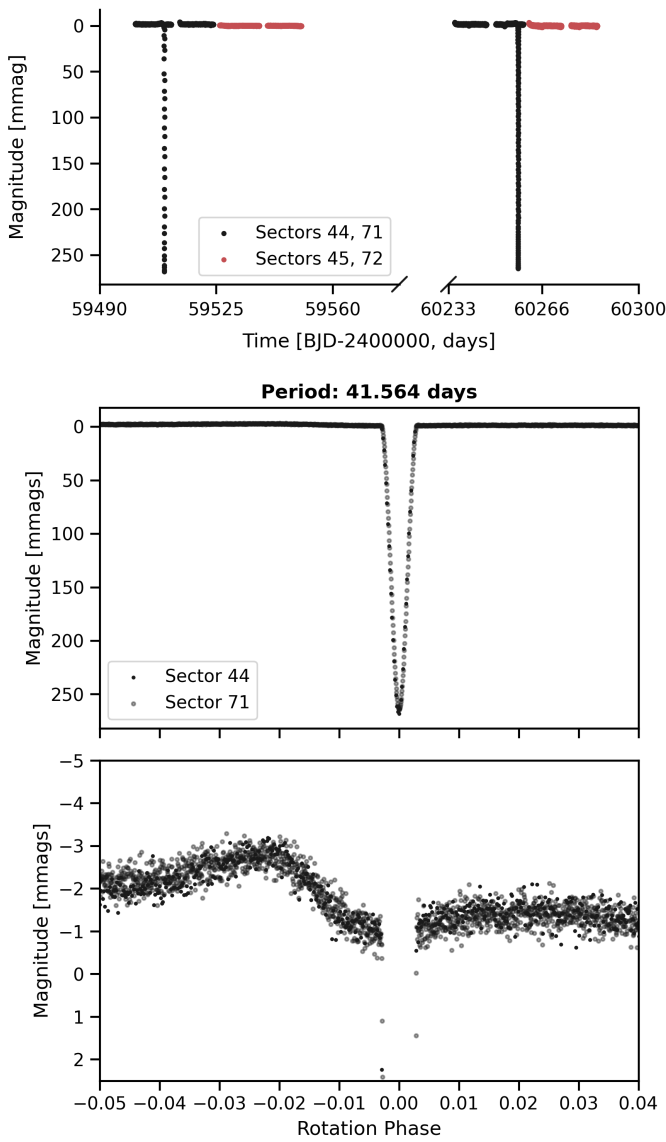 0
50
100
150
200
250
Magnitude [mmag]
Sectors 44, 71
Sectors 45, 72
59490 59525 59560 60233 60266 60300
Time [BJD-2400000, days]
Period: 41.564 days
0
50
100
150
200
250
Magnitude [mmags]
Sector 44
Sector 71
−5
−4
−3
−2
−1
0
1
2
Magnitude [mmags]
−0.05 −0.04 −0.03 −0.02 −0.01 0.00 0.01 0.02 0.03 0.04
Rotation Phase